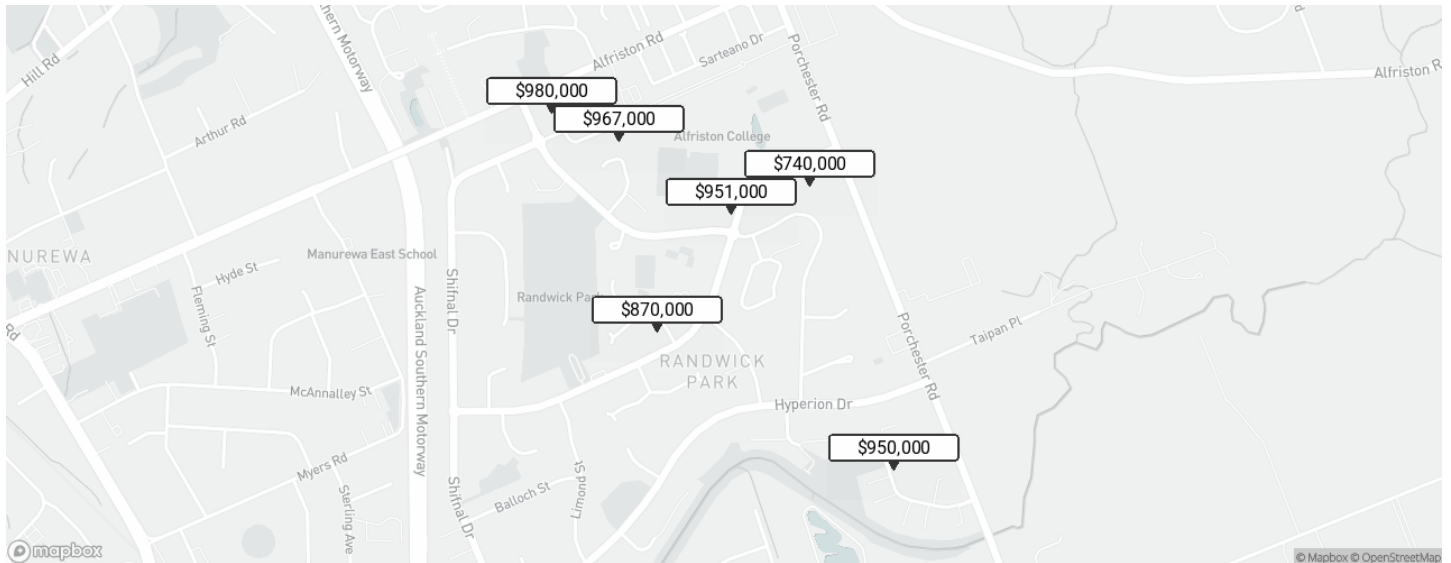 Hill Rd
Auckland Southern Motorway
Alfriston Rd
Sarteano Dr
Porchester Rd
Alfriston R
$980,000
$967,000
Arthur Rd
Alfriston College
$740,000
$951,000
NUREWA
Manurewa East School
Hyde St
Fleming St
Shifnal Dr
Randwick Park
$870,000
Porchester Rd
Taipan Pl
Rd
RANDWICK
PARK
McAnnalley St
Auckland Southern Motorway
Hyperion Dr
$950,000
Myers Rd
Sterling Ave
Shifnal Dr
Balloch St
Limond St
mapbox
© Mapbox © OpenStreetMap